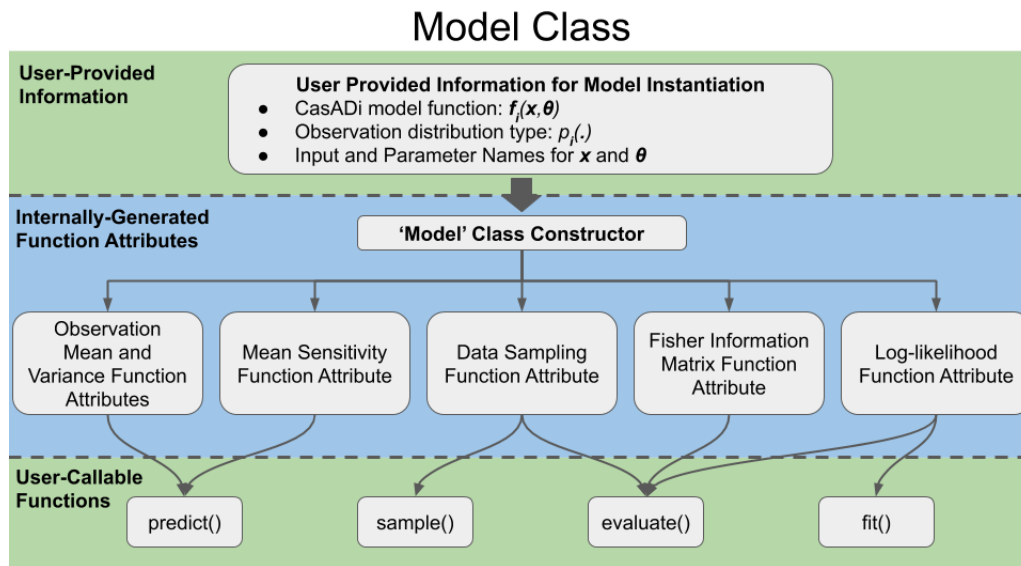 Model Class
User-Provided
Information
User Provided Information for Model Instantiation
● CasADi model function: fᵢ(x,θ)
● Observation distribution type: pᵢ(.)
● Input and Parameter Names for x and θ
Internally-Generated
Function Attributes
‘Model’ Class Constructor
Observation
Mean and
Variance Function
Attributes
Mean Sensitivity
Function Attribute
Data Sampling
Function Attribute
Fisher Information
Matrix Function
Attribute
Log-likelihood
Function Attribute
User-Callable
Functions
predict()
sample()
evaluate()
fit()